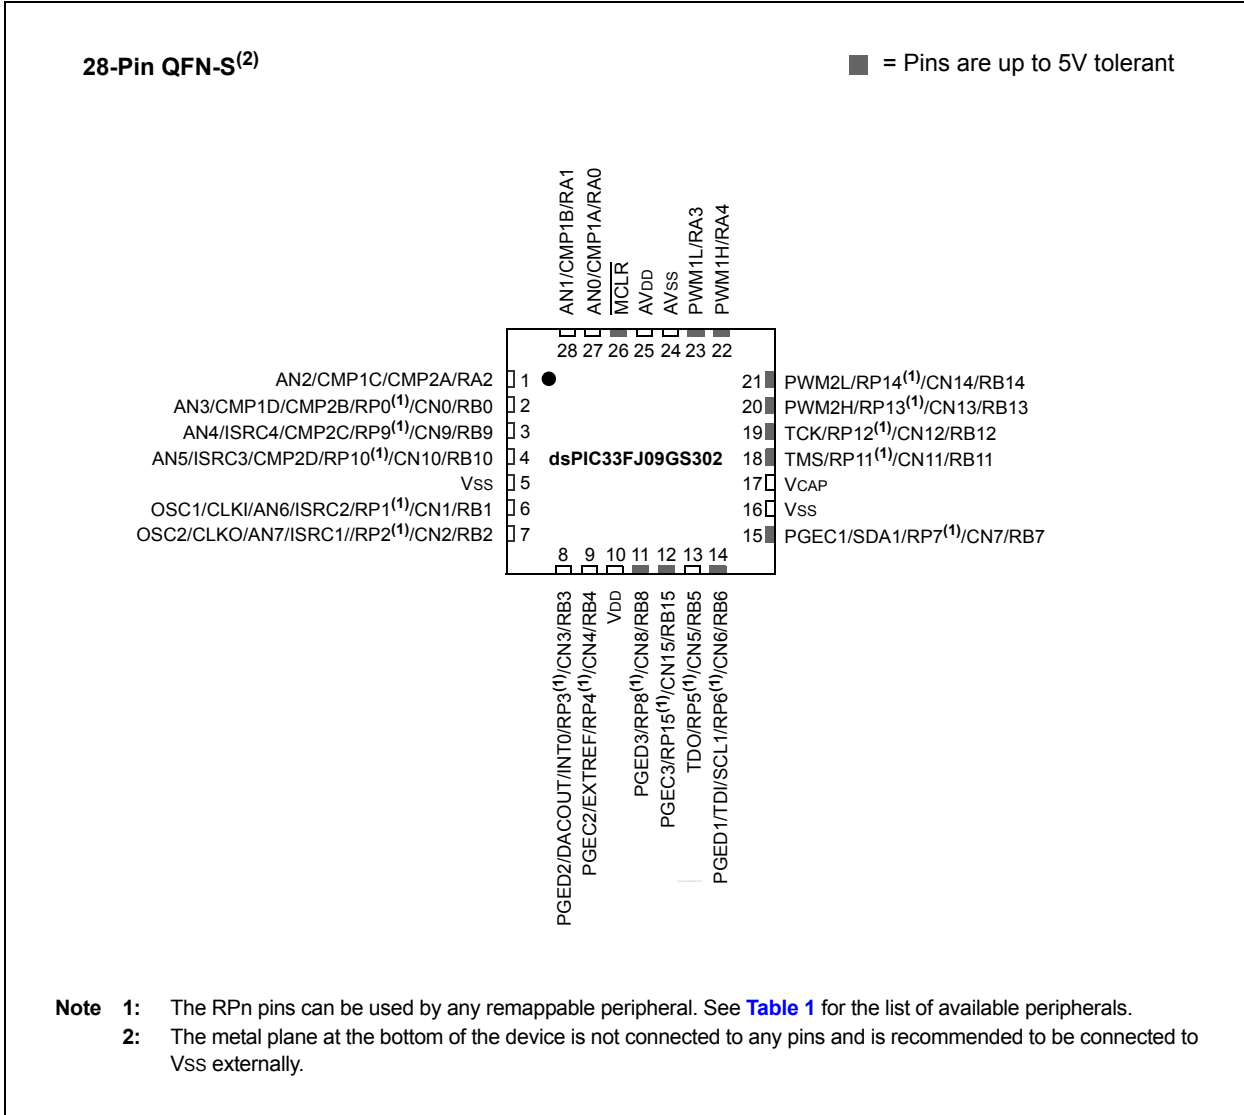 28-Pin QFN-S(2)
= Pins are up to 5V tolerant
AN1/CMP1B/RA1
AN0/CMP1A/RA0
MCLR
AVDD
AVSS
PWM1L/RA3
PWM1H/RA4
28 27 26 25 24 23 22
AN2/CMP1C/CMP2A/RA2 1
AN3/CMP1D/CMP2B/RP0(1)/CN0/RB0 2
AN4/ISRC4/CMP2C/RP9(1)/CN9/RB9 3
AN5/ISRC3/CMP2D/RP10(1)/CN10/RB10 4
VSS 5
OSC1/CLKI/AN6/ISRC2/RP1(1)/CN1/RB1 6
OSC2/CLKO/AN7/ISRC1//RP2(1)/CN2/RB2 7
dsPIC33FJ09GS302
21 PWM2L/RP14(1)/CN14/RB14
20 PWM2H/RP13(1)/CN13/RB13
19 TCK/RP12(1)/CN12/RB12
18 TMS/RP11(1)/CN11/RB11
17 VCAP
16 VSS
15 PGEC1/SDA1/RP7(1)/CN7/RB7
8 9 10 11 12 13 14
PGED2/DACOUT/INT0/RP3(1)/CN3/RB3
PGEC2/EXTREF/RP4(1)/CN4/RB4
VDD
PGED3/RP8(1)/CN8/RB8
PGEC3/RP15(1)/CN15/RB15
TDO/RP5(1)/CN5/RB5
PGED1/TDI/SCL1/RP6(1)/CN6/RB6
Note 1: The RPn pins can be used by any remappable peripheral. See Table 1 for the list of available peripherals.
2: The metal plane at the bottom of the device is not connected to any pins and is recommended to be connected to
VSS externally.